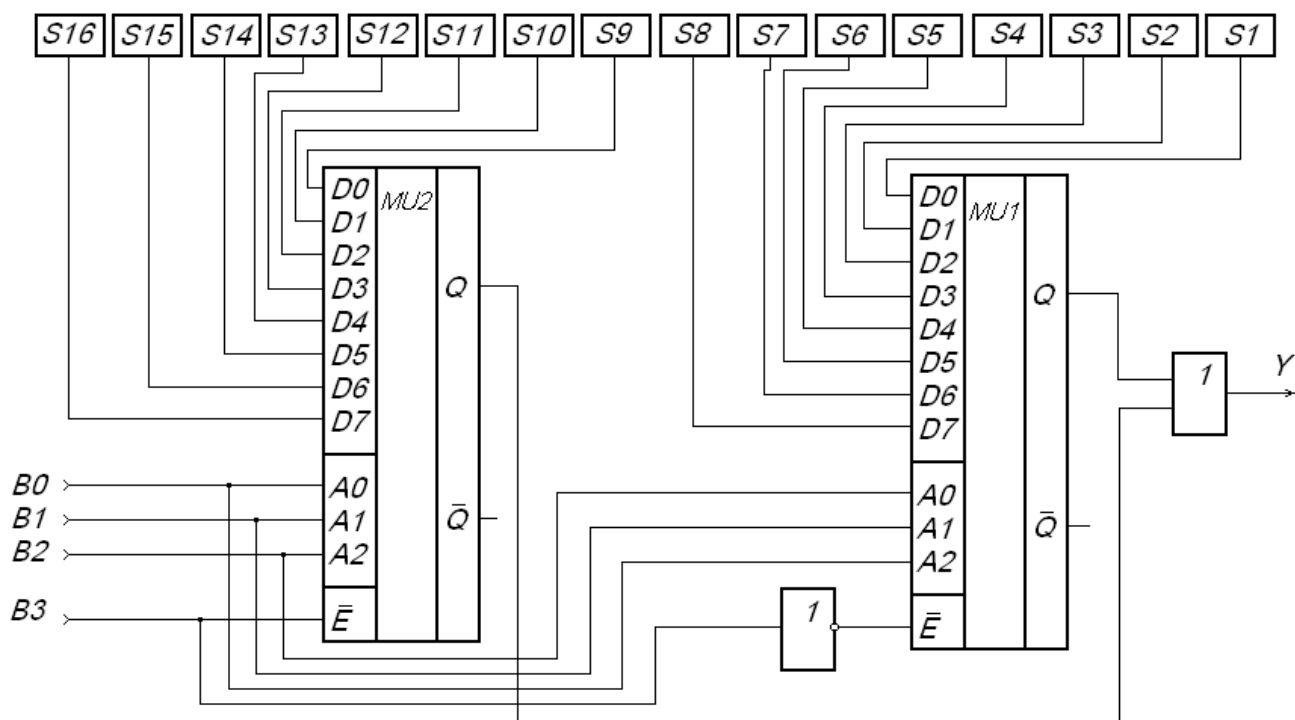 S16 S15 S14 S13 S12 S11 S10 S9 S8 S7 S6 S5 S4 S3 S2 S1
D0
D1
D2
D3
D4
D5
D6
D7
A0
A1
A2
E̅
MU2
Q
Q̅
D0
D1
D2
D3
D4
D5
D6
D7
A0
A1
A2
E̅
MU1
Q
Q̅
1
Y
B0
B1
B2
B3
1